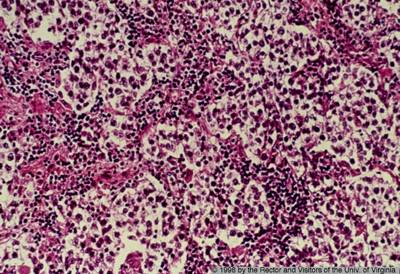 © 1998 by the Rector and Visitors of the Univ. of Virginia